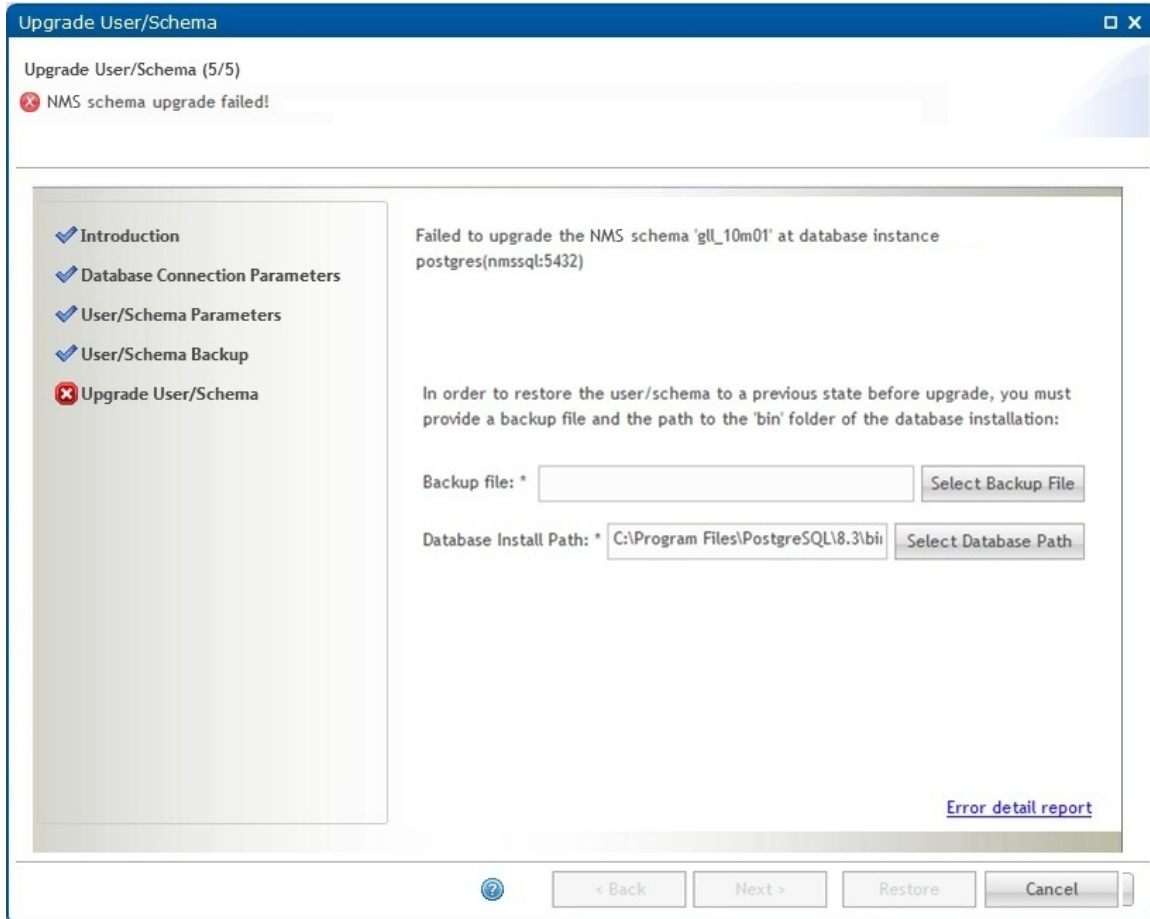 Upgrade User/Schema
Upgrade User/Schema (5/5)
NMS schema upgrade failed!
Introduction
Database Connection Parameters
User/Schema Parameters
User/Schema Backup
Upgrade User/Schema
Failed to upgrade the NMS schema 'gll_10m01' at database instance
postgres(nmssql:5432)
In order to restore the user/schema to a previous state before upgrade, you must
provide a backup file and the path to the 'bin' folder of the database installation:
Backup file: * Select Backup File
Database Install Path: * C:\Program Files\PostgreSQL\8.3\bin Select Database Path
Error detail report
? < Back Next > Restore Cancel